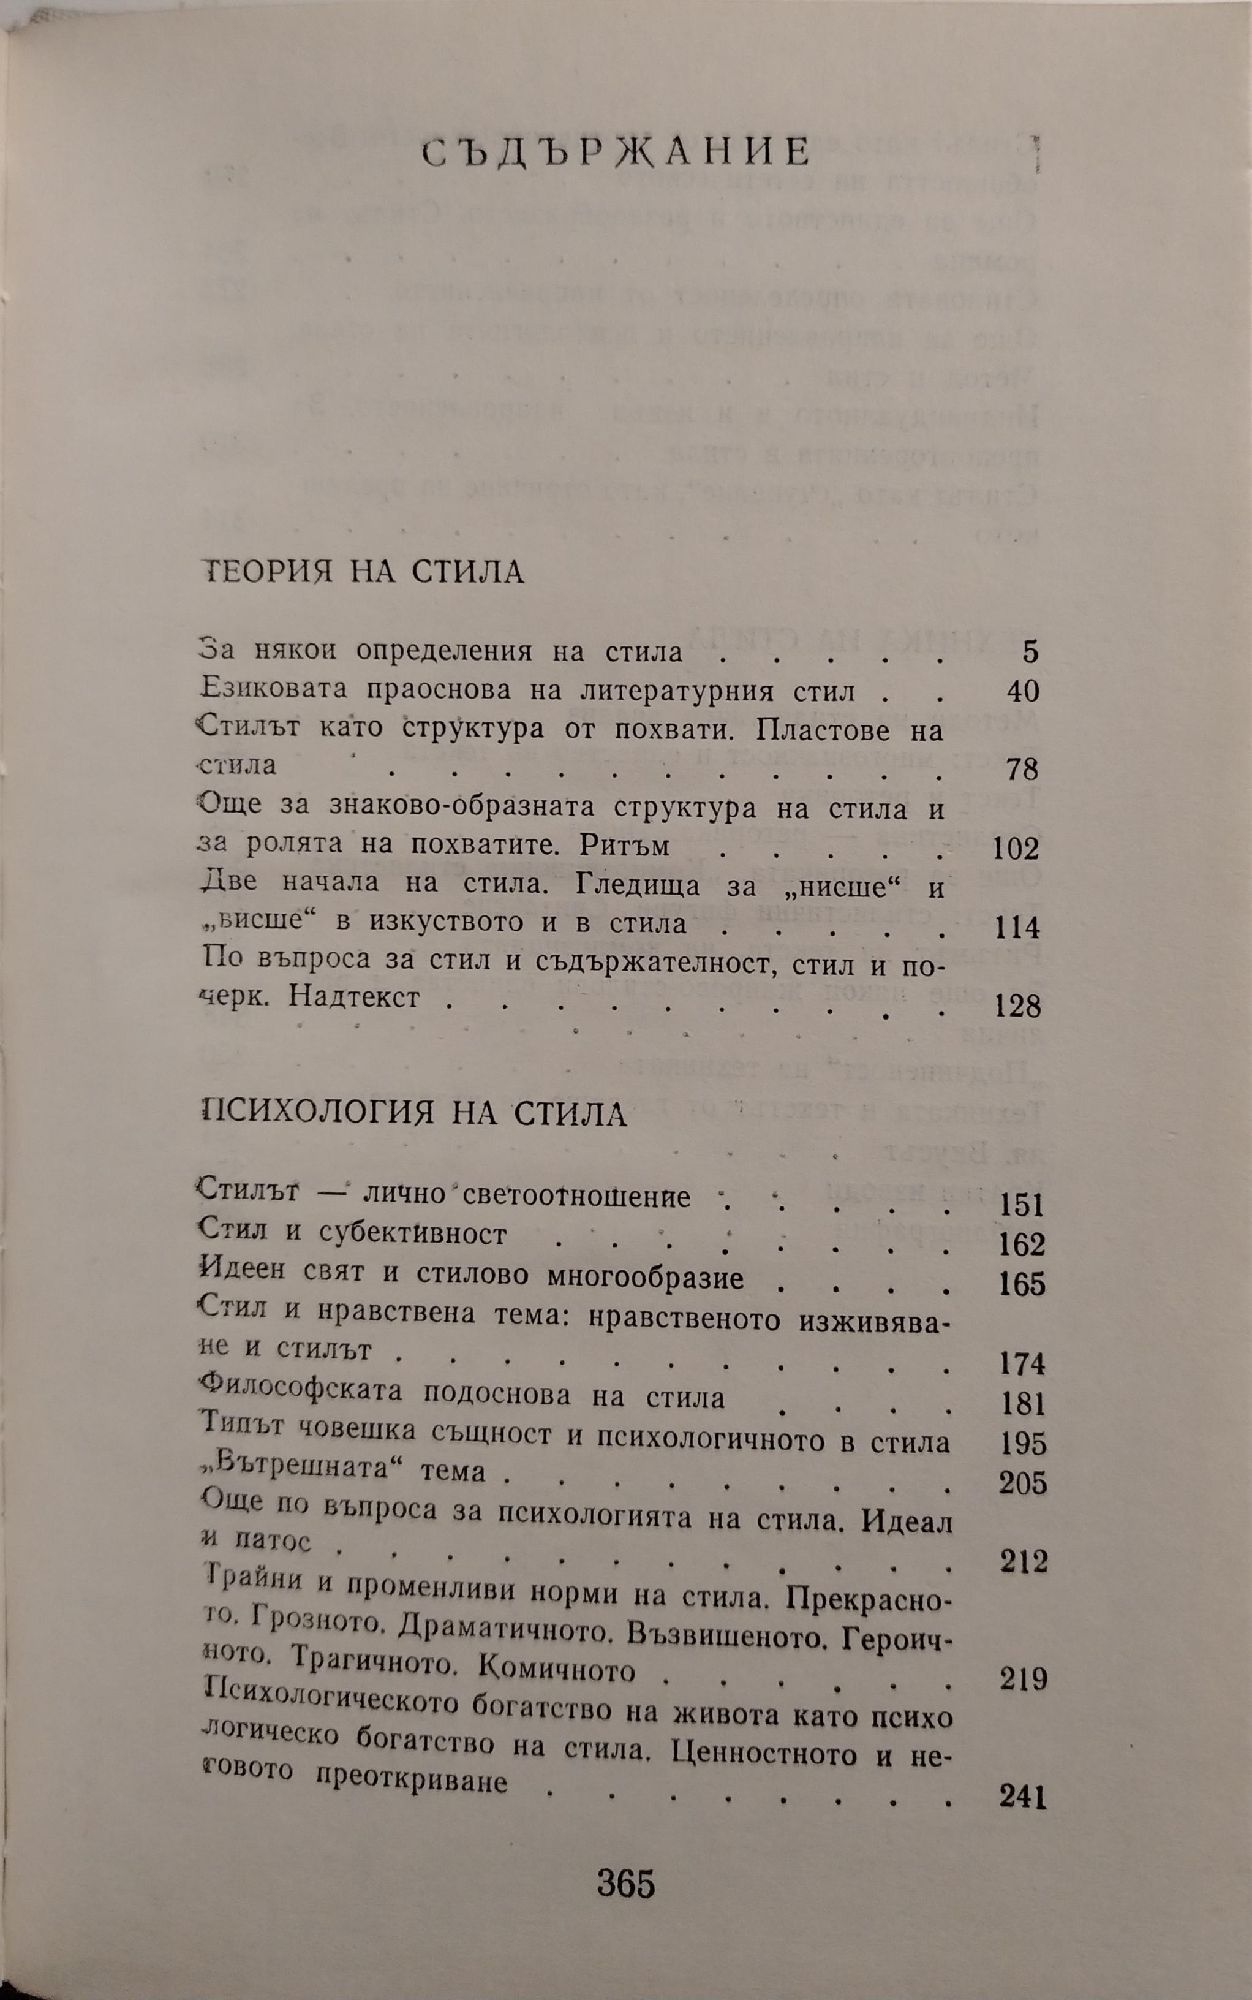 СЪДЪРЖАНИЕ
ТЕОРИЯ НА СТИЛА
За някои определения на стила . . . . . 5
Езиковата праоснова на литературния стил . . 40
Стилът като структура от похвати. Пластове на
стила . . . . . . . . . . . 78
Още за знаково-образната структура на стила и
за ролята на похватите. Ритъм . . . . . 102
Две начала на стила. Гледища за „нисше“ и
„висше“ в изкуството и в стила . . . . . 114
По въпроса за стил и съдържателност, стил и по-
черк. Надтекст . . . . . . . . . . 128
ПСИХОЛОГИЯ НА СТИЛА
Стилът — лично светоотношение . . . . . 151
Стил и субективност . . . . . . . . 162
Идеен свят и стилово многообразие . . . . 165
Стил и нравствена тема: нравственото изживява-
не и стилът . . . . . . . . . . . 174
Философската подоснова на стила . . . . 181
Типът човешка същност и психологичното в стила 195
„Вътрешната“ тема . . . . . . . . . 205
Още по въпроса за психологията на стила. Идеал
и патос . . . . . . . . . . . . 212
Трайни и променливи норми на стила. Прекрасно-
то. Грозното. Драматичното. Възвишеното. Героич-
ното. Трагичното. Комичното . . . . . . 219
Психологическото богатство на живота като психо
логическо богатство на стила. Ценностното и не-
говото преоткриване . . . . . . . . 241
365